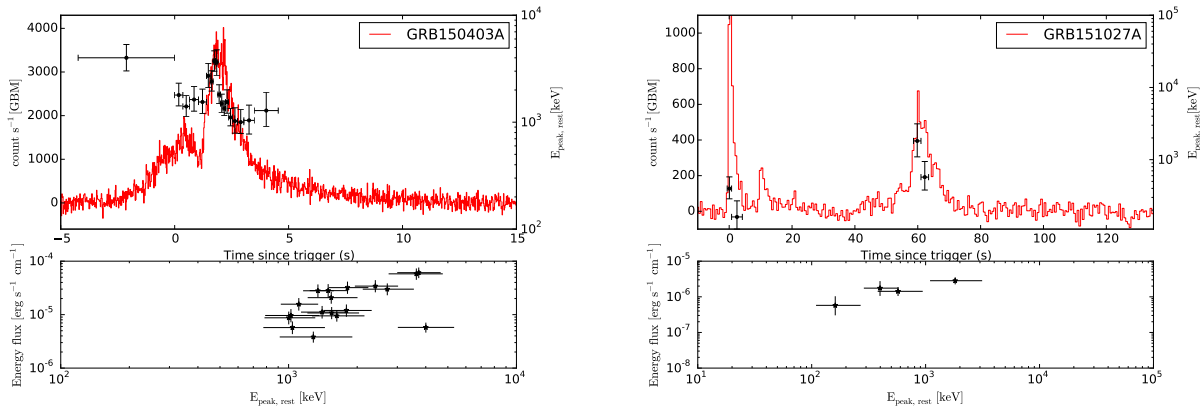 GRB150403A
count s⁻¹ [GBM]
4000
3000
2000
1000
0
10⁴
10³
10²
E_peak, rest [keV]
−5 0 5 10 15
Time since trigger (s)
Energy flux [erg s⁻¹ cm⁻¹]
10⁻⁴
10⁻⁵
10⁻⁶
10² 10³ 10⁴
E_peak, rest [keV]
GRB151027A
count s⁻¹ [GBM]
1000
800
600
400
200
0
10⁵
10⁴
10³
E_peak, rest[keV]
0 20 40 60 80 100 120
Time since trigger (s)
Energy flux [erg s⁻¹ cm⁻¹]
10⁻⁵
10⁻⁶
10⁻⁷
10⁻⁸
10¹ 10² 10³ 10⁴ 10⁵
E_peak, rest [keV]